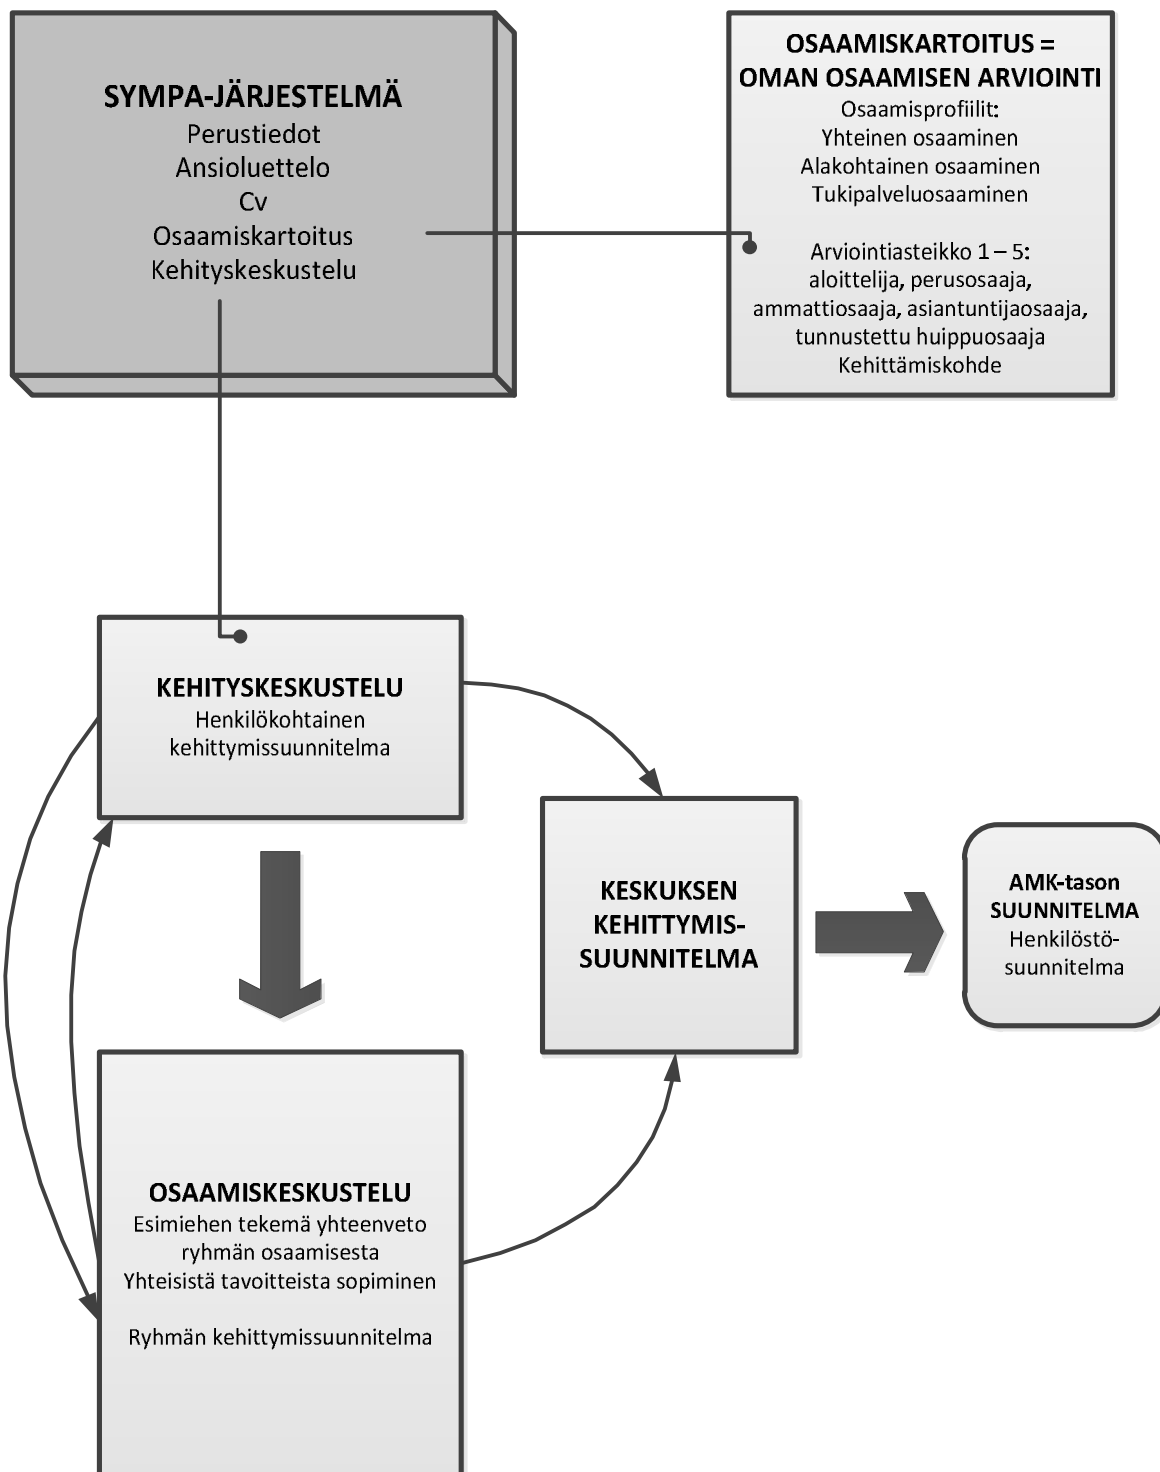 SYMPA-JÄRJESTELMÄ
Perustiedot
Ansioluettelo
Cv
Osaamiskartoitus
Kehityskeskustelu
OSAAMISKARTOITUS =
OMAN OSAAMISEN ARVIOINTI
Osaamisprofiilit:
Yhteinen osaaminen
Alakohtainen osaaminen
Tukipalveluosaaminen
Arviointiasteikko 1 – 5:
aloittelija, perusosaaja,
ammattiosaaja, asiantuntijaosaaja,
tunnustettu huippuosaaja
Kehittämiskohde
KEHITYSKESKUSTELU
Henkilökohtainen
kehittymissuunnitelma
KESKUKSEN
KEHITTYMIS-
SUUNNITELMA
AMK-tason
SUUNNITELMA
Henkilöstö-
suunnitelma
OSAAMISKESKUSTELU
Esimiehen tekemä yhteenveto
ryhmän osaamisesta
Yhteisistä tavoitteista sopiminen
Ryhmän kehittymissuunnitelma